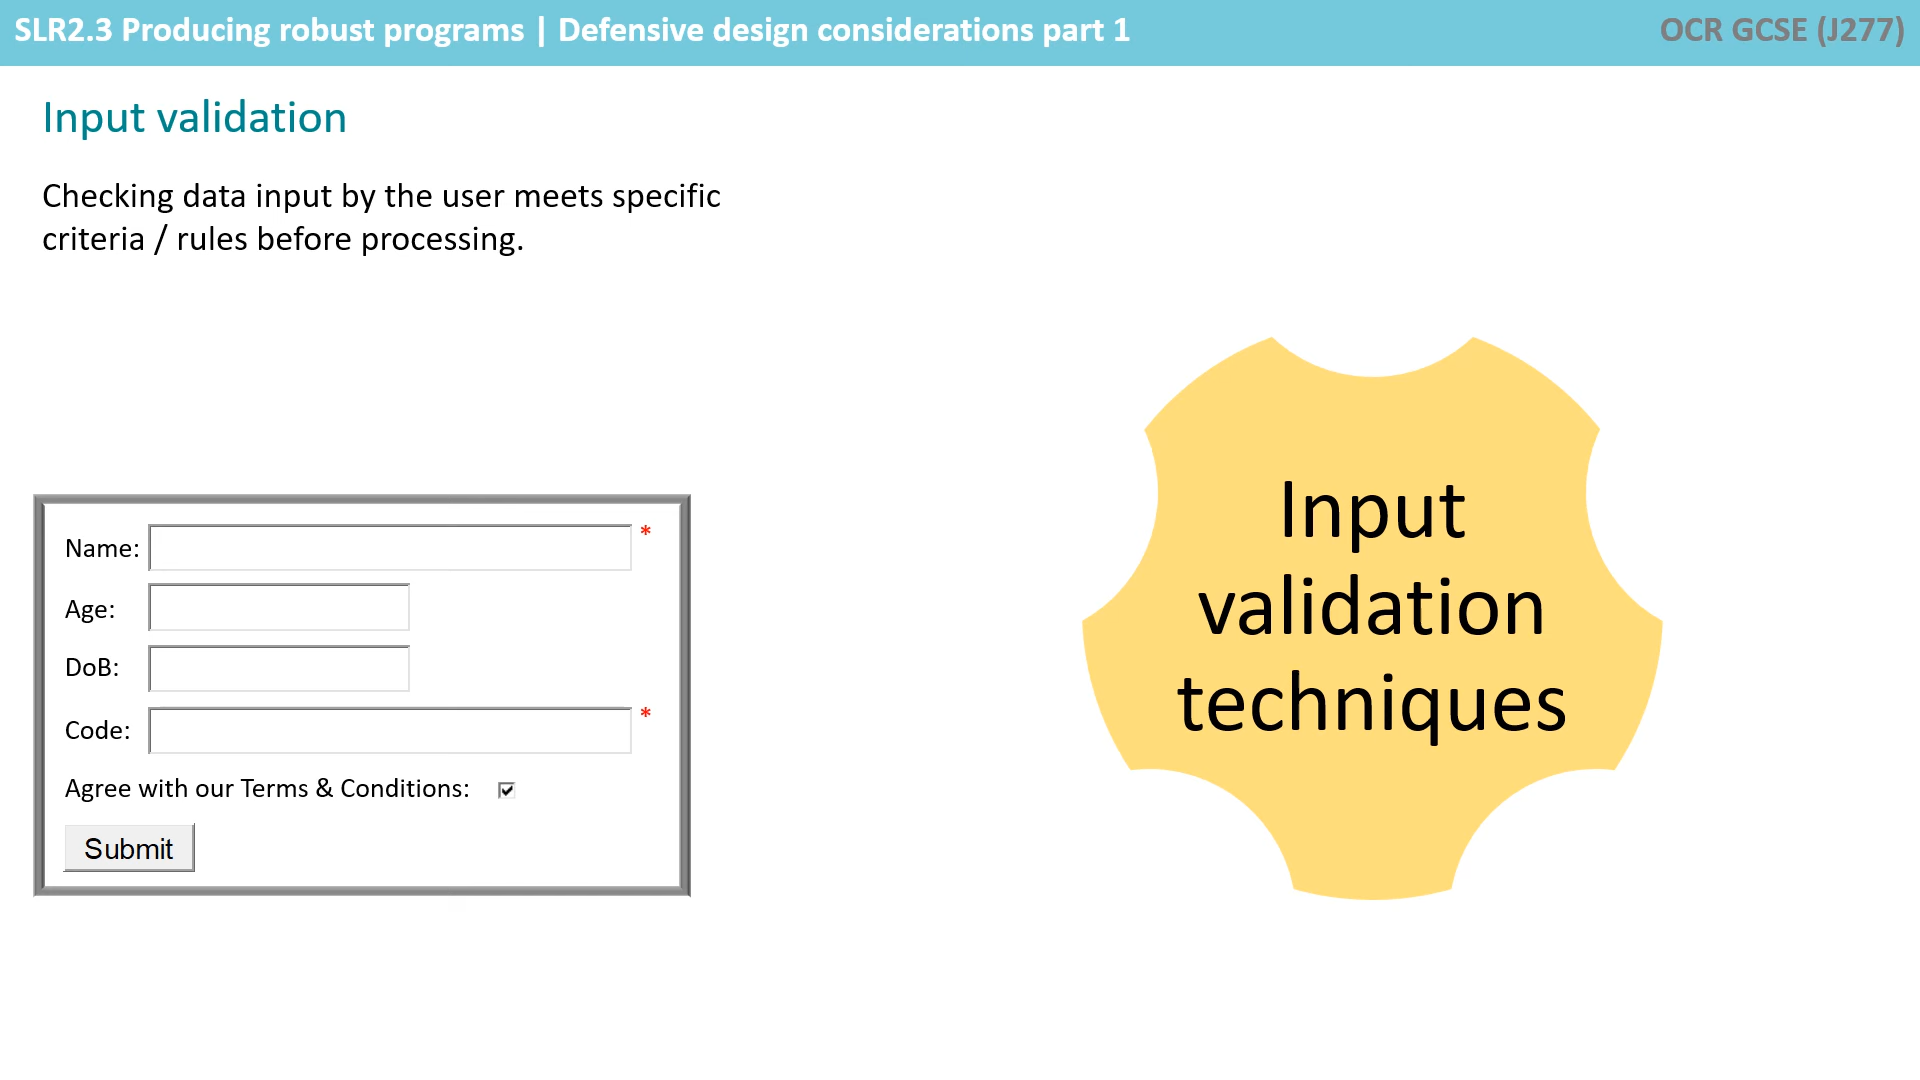 SLR2.3 Producing robust programs | Defensive design considerations part 1
OCR GCSE (J277)
Input validation
Checking data input by the user meets specific
criteria / rules before processing.
Name: *
Age:
DoB:
Code: *
Agree with our Terms & Conditions:
Submit
Input
validation
techniques